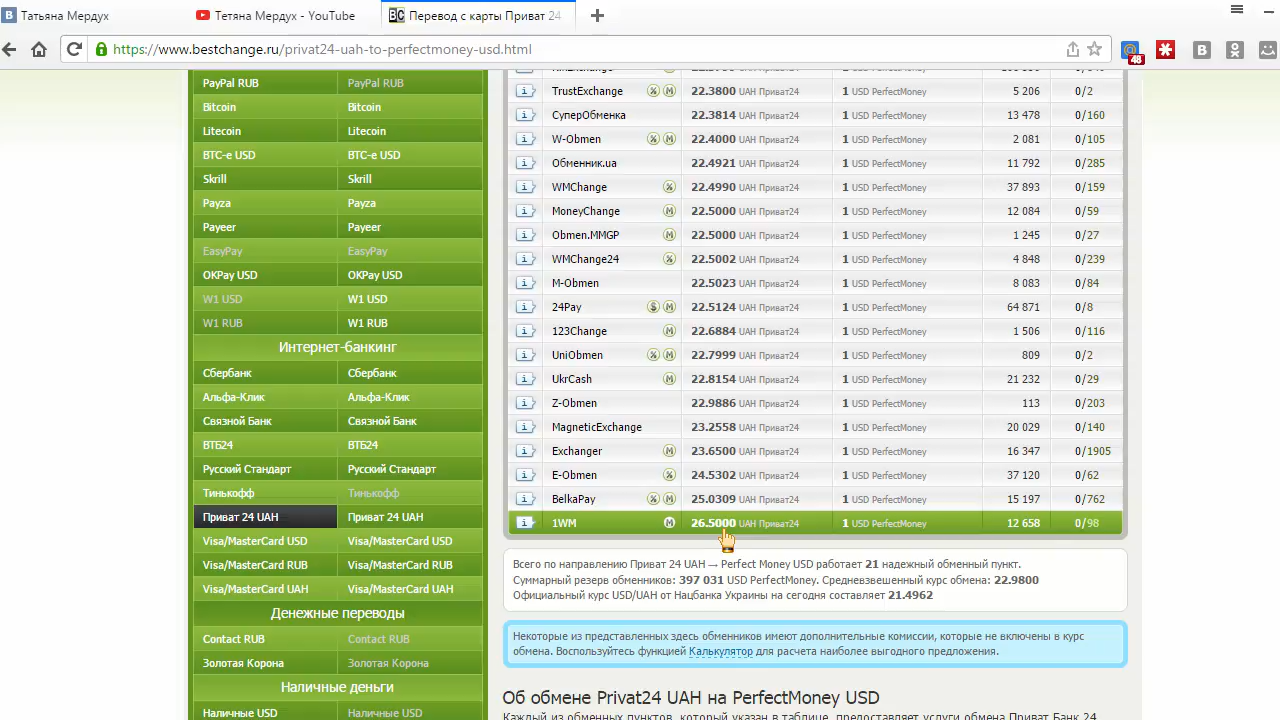 Татьяна Мердух
Тетяна Мердух - YouTube
Перевод с карты Приват 24
https://www.bestchange.ru/privat24-uah-to-perfectmoney-usd.html
48
PayPal RUB PayPal RUB
Bitcoin Bitcoin
Litecoin Litecoin
BTC-e USD BTC-e USD
Skrill Skrill
Payza Payza
Payeer Payeer
EasyPay EasyPay
OKPay USD OKPay USD
W1 USD W1 USD
W1 RUB W1 RUB
Интернет-банкинг
Сбербанк Сбербанк
Альфа-Клик Альфа-Клик
Связной Банк Связной Банк
ВТБ24 ВТБ24
Русский Стандарт Русский Стандарт
Тинькофф Тинькофф
Приват 24 UAH Приват 24 UAH
Visa/MasterCard USD Visa/MasterCard USD
Visa/MasterCard RUB Visa/MasterCard RUB
Visa/MasterCard UAH Visa/MasterCard UAH
Денежные переводы
Contact RUB Contact RUB
Золотая Корона Золотая Корона
Наличные деньги
Наличные USD Наличные USD
TrustExchange 22.3800 UAH Приват24 1 USD PerfectMoney 5 206 0/2
СуперОбменка 22.3814 UAH Приват24 1 USD PerfectMoney 13 478 0/160
W-Obmen 22.4000 UAH Приват24 1 USD PerfectMoney 2 081 0/105
Обменник.ua 22.4921 UAH Приват24 1 USD PerfectMoney 11 792 0/285
WMChange 22.4990 UAH Приват24 1 USD PerfectMoney 37 893 0/159
MoneyChange 22.5000 UAH Приват24 1 USD PerfectMoney 12 084 0/59
Obmen.MMGP 22.5000 UAH Приват24 1 USD PerfectMoney 1 245 0/27
WMChange24 22.5002 UAH Приват24 1 USD PerfectMoney 4 848 0/239
M-Obmen 22.5023 UAH Приват24 1 USD PerfectMoney 8 083 0/84
24Pay 22.5124 UAH Приват24 1 USD PerfectMoney 64 871 0/8
123Change 22.6884 UAH Приват24 1 USD PerfectMoney 1 506 0/116
UniObmen 22.7999 UAH Приват24 1 USD PerfectMoney 809 0/2
UkrCash 22.8154 UAH Приват24 1 USD PerfectMoney 21 232 0/29
Z-Obmen 22.9886 UAH Приват24 1 USD PerfectMoney 113 0/203
MagneticExchange 23.2558 UAH Приват24 1 USD PerfectMoney 20 029 0/140
Exchanger 23.6500 UAH Приват24 1 USD PerfectMoney 16 347 0/1905
E-Obmen 24.5302 UAH Приват24 1 USD PerfectMoney 37 120 0/62
BelkaPay 25.0309 UAH Приват24 1 USD PerfectMoney 15 197 0/762
1WM 26.5000 UAH Приват24 1 USD PerfectMoney 12 658 0/98
Всего по направлению Приват 24 UAH → Perfect Money USD работает 21 надежный обменный пункт.
Суммарный резерв обменников: 397 031 USD PerfectMoney. Средневзвешенный курс обмена: 22.9800
Официальный курс USD/UAH от Нацбанка Украины на сегодня составляет 21.4962
Некоторые из представленных здесь обменников имеют дополнительные комиссии, которые не включены в курс
обмена. Воспользуйтесь функцией Калькулятор для расчета наиболее выгодного предложения.
Об обмене Privat24 UAH на PerfectMoney USD
Каждый из обменных пунктов, который указан в таблице, предоставляет услуги обмена Приват Банк 24